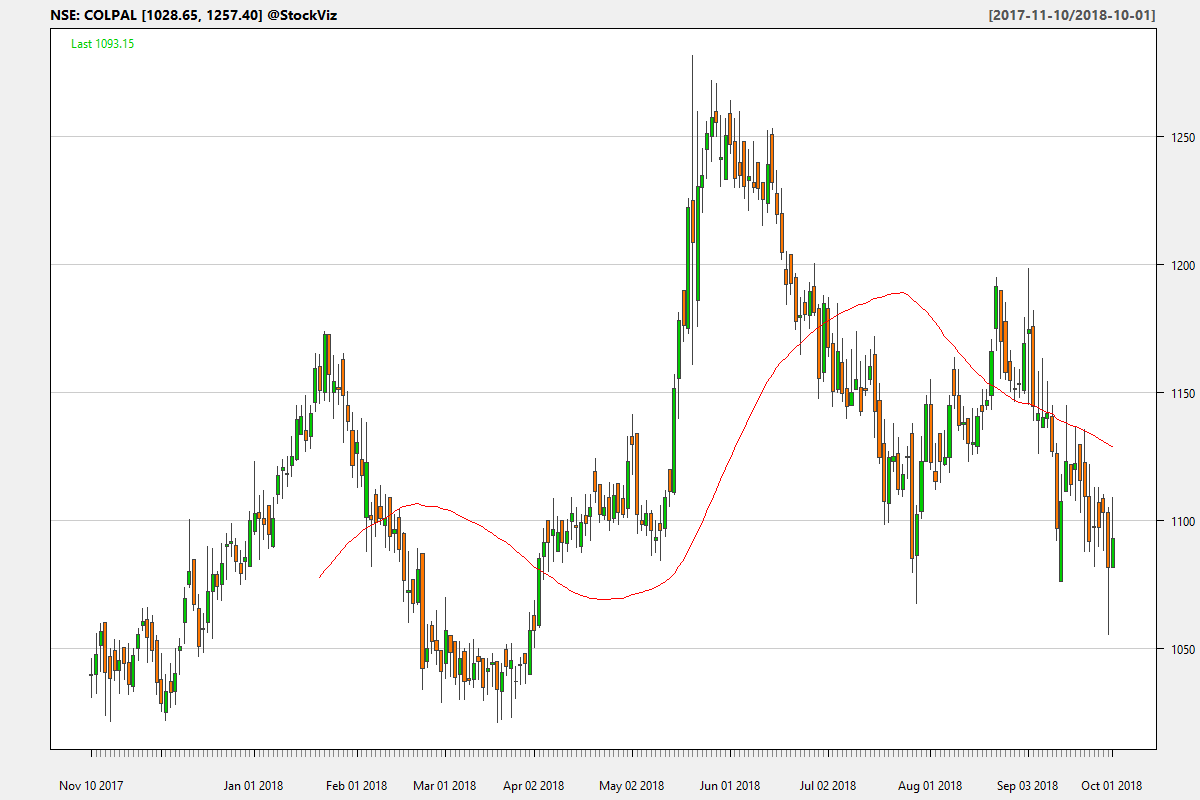 NSE: COLPAL [1028.65, 1257.40] @StockViz
[2017-11-10/2018-10-01]
Last 1093.15
1250
1200
1150
1100
1050
Nov 10 2017 Jan 01 2018 Feb 01 2018 Mar 01 2018 Apr 02 2018 May 02 2018 Jun 01 2018 Jul 02 2018 Aug 01 2018 Sep 03 2018 Oct 01 2018